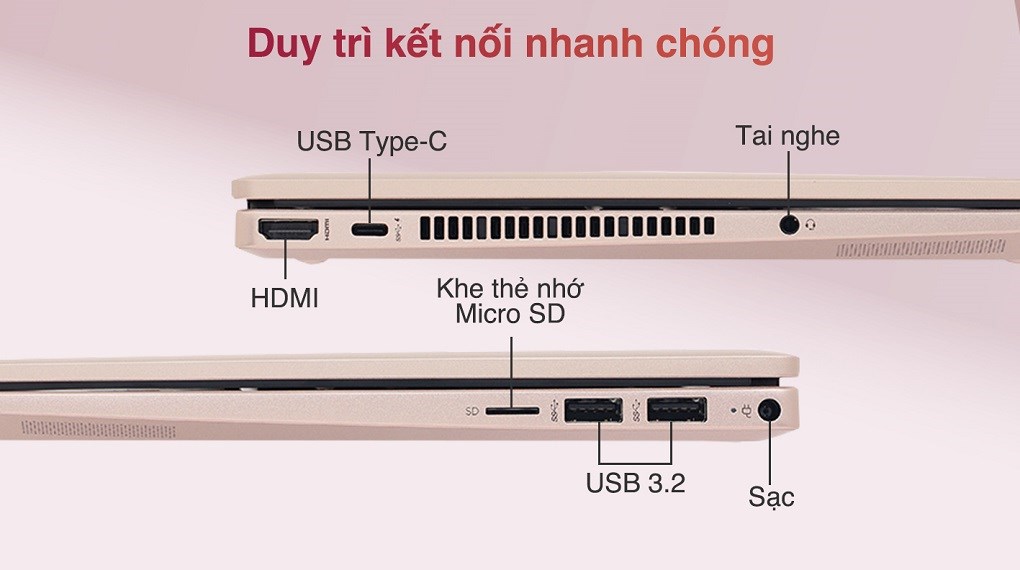 Duy trì kết nối nhanh chóng
USB Type-C
Tai nghe
HDMI
HDMI
Khe thẻ nhớ
Micro SD
SD
USB 3.2
Sạc